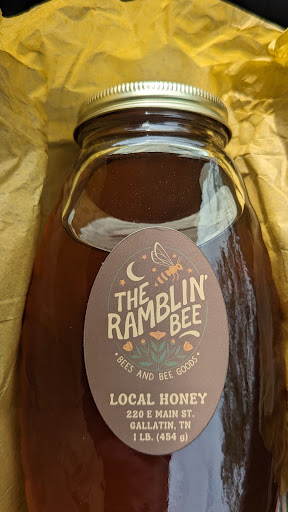 THE
RAMBLIN'
BEE
• BEES AND BEE GOODS •
LOCAL HONEY
220 E MAIN ST.
GALLATIN, TN
1 LB. (454 g)